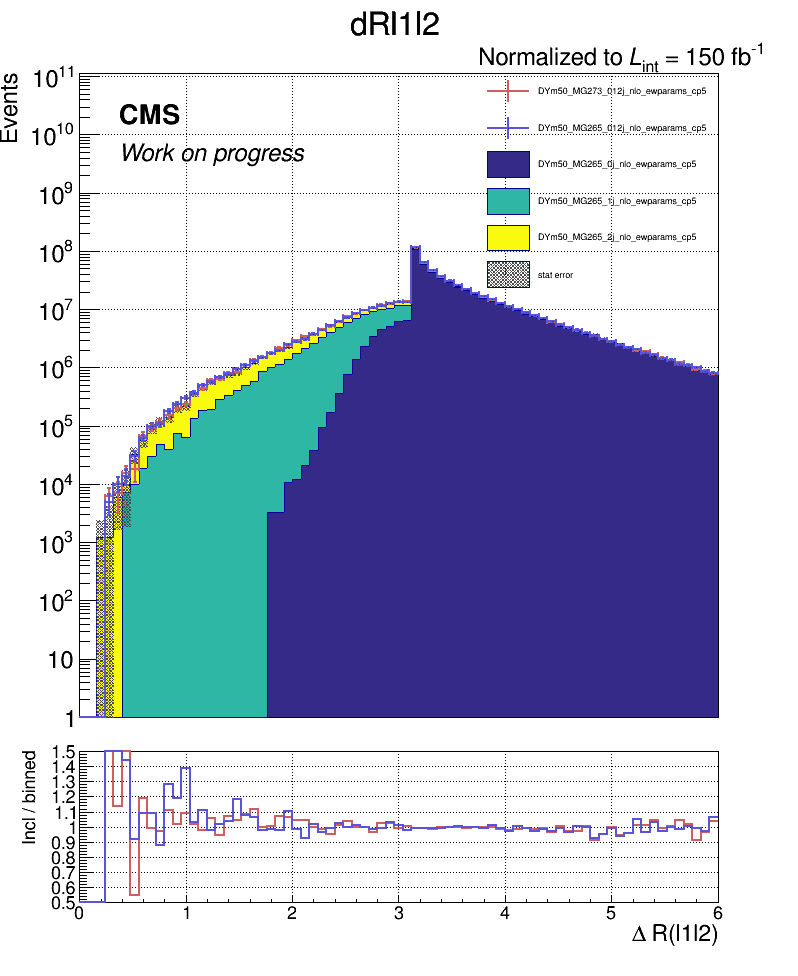 dRl1l2
Normalized to Lint = 150 fb-1
Events
10^11
10^10
10^9
10^8
10^7
10^6
10^5
10^4
10^3
10^2
10
1
CMS
Work on progress
DYm50_MG273_012j_nlo_ewparams_cp5
DYm50_MG265_012j_nlo_ewparams_cp5
DYm50_MG265_0j_nlo_ewparams_cp5
DYm50_MG265_1j_nlo_ewparams_cp5
DYm50_MG265_2j_nlo_ewparams_cp5
stat error
Incl / binned
1.5
1.4
1.3
1.2
1.1
1
0.9
0.8
0.7
0.6
0.5
0 1 2 3 4 5 6
Δ R(l1l2)